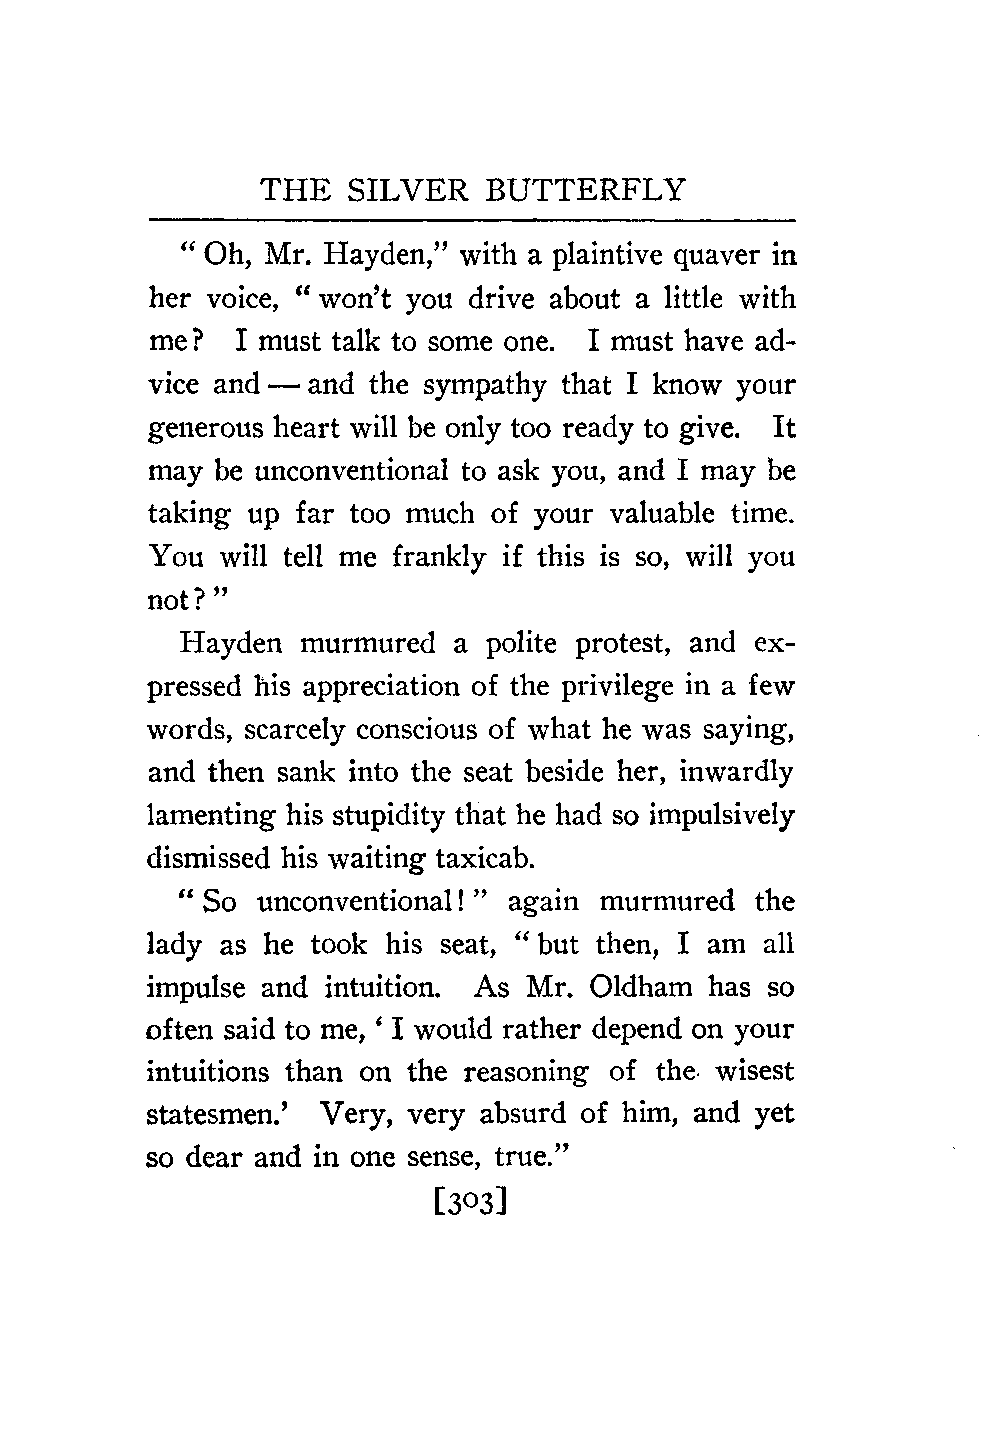 THE SILVER BUTTERFLY
“ Oh, Mr. Hayden,” with a plaintive quaver in
her voice, “ won’t you drive about a little with
me? I must talk to some one. I must have ad-
vice and — and the sympathy that I know your
generous heart will be only too ready to give. It
may be unconventional to ask you, and I may be
taking up far too much of your valuable time.
You will tell me frankly if this is so, will you
not? ”
Hayden murmured a polite protest, and ex-
pressed his appreciation of the privilege in a few
words, scarcely conscious of what he was saying,
and then sank into the seat beside her, inwardly
lamenting his stupidity that he had so impulsively
dismissed his waiting taxicab.
“ So unconventional! ” again murmured the
lady as he took his seat, “ but then, I am all
impulse and intuition. As Mr. Oldham has so
often said to me, ‘ I would rather depend on your
intuitions than on the reasoning of the wisest
statesmen.’ Very, very absurd of him, and yet
so dear and in one sense, true.”
[303]